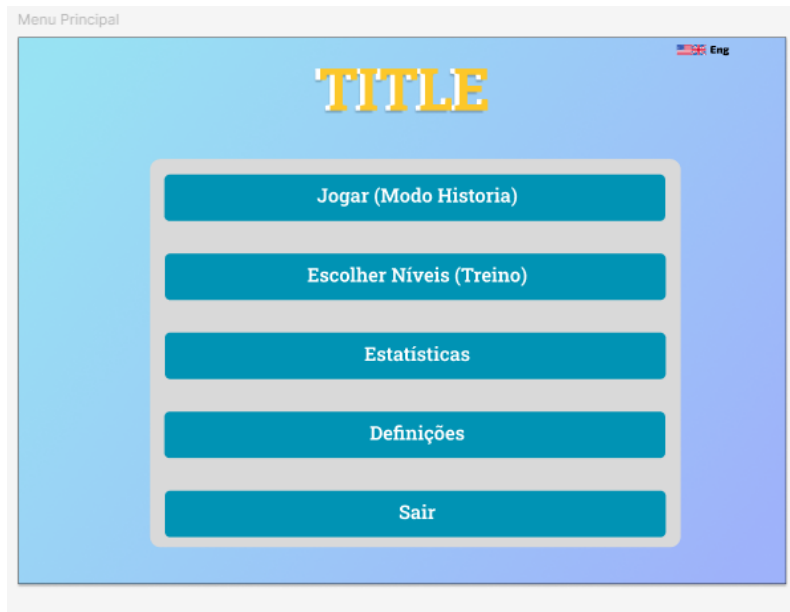 Menu Principal
Eng
TITLE
Jogar (Modo Historia)
Escolher Níveis (Treino)
Estatísticas
Definições
Sair